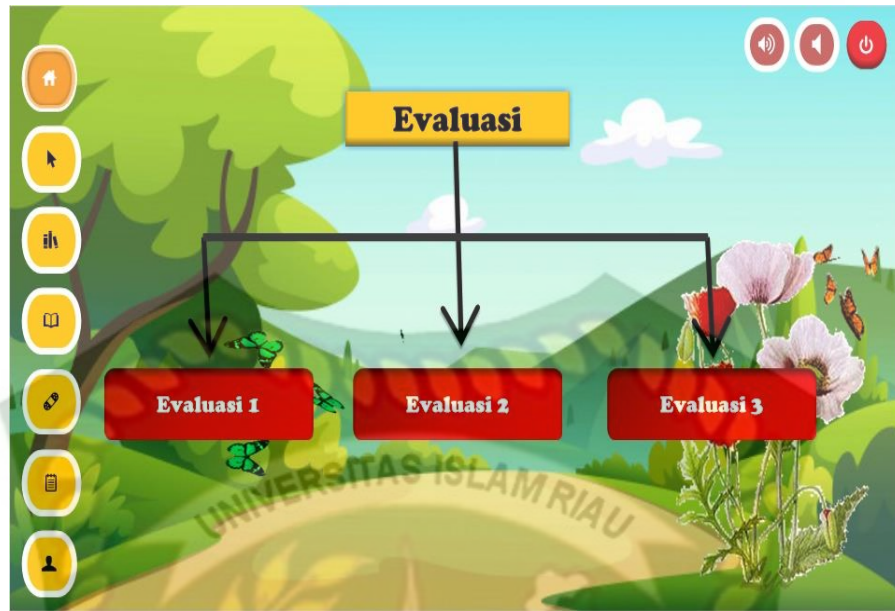 Evaluasi
Evaluasi 1
Evaluasi 2
Evaluasi 3
UNIVERSITAS ISLAM RIAU